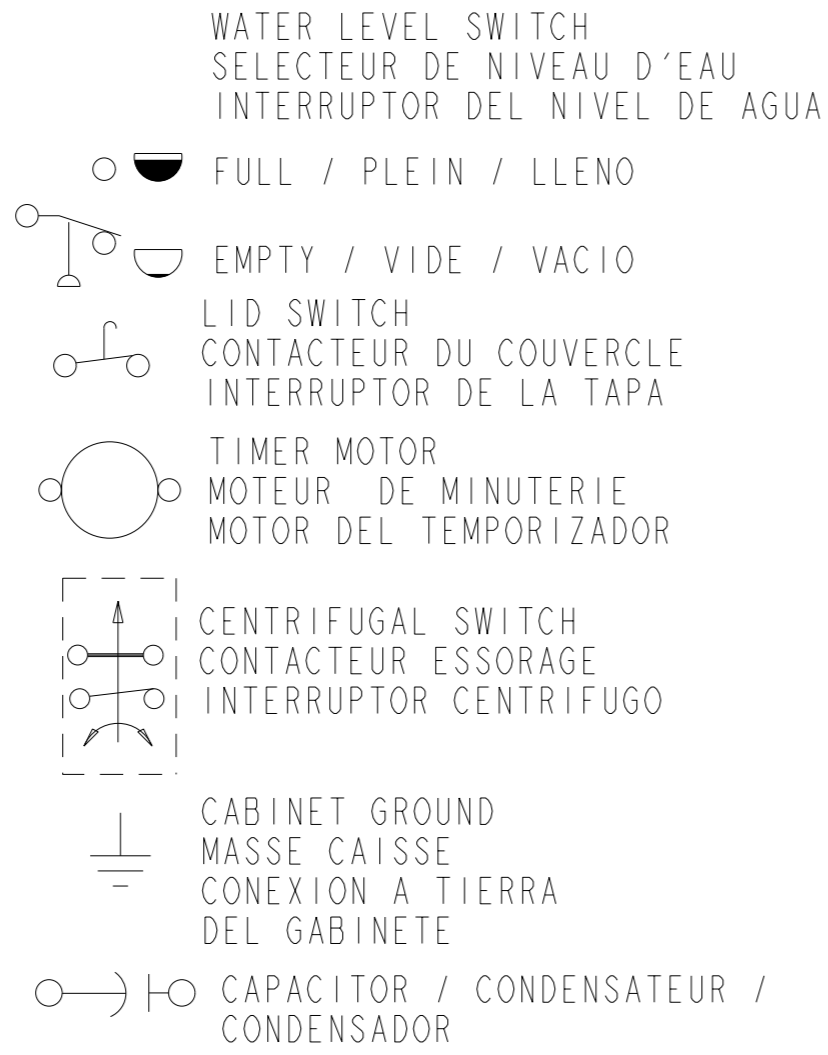 WATER LEVEL SWITCH
SELECTEUR DE NIVEAU D'EAU
INTERRUPTOR DEL NIVEL DE AGUA
FULL / PLEIN / LLENO
EMPTY / VIDE / VACIO
LID SWITCH
CONTACTEUR DU COUVERCLE
INTERRUPTOR DE LA TAPA
TIMER MOTOR
MOTEUR DE MINUTERIE
MOTOR DEL TEMPORIZADOR
CENTRIFUGAL SWITCH
CONTACTEUR ESSORAGE
INTERRUPTOR CENTRIFUGO
CABINET GROUND
MASSE CAISSE
CONEXION A TIERRA
DEL GABINETE
CAPACITOR / CONDENSATEUR /
CONDENSADOR